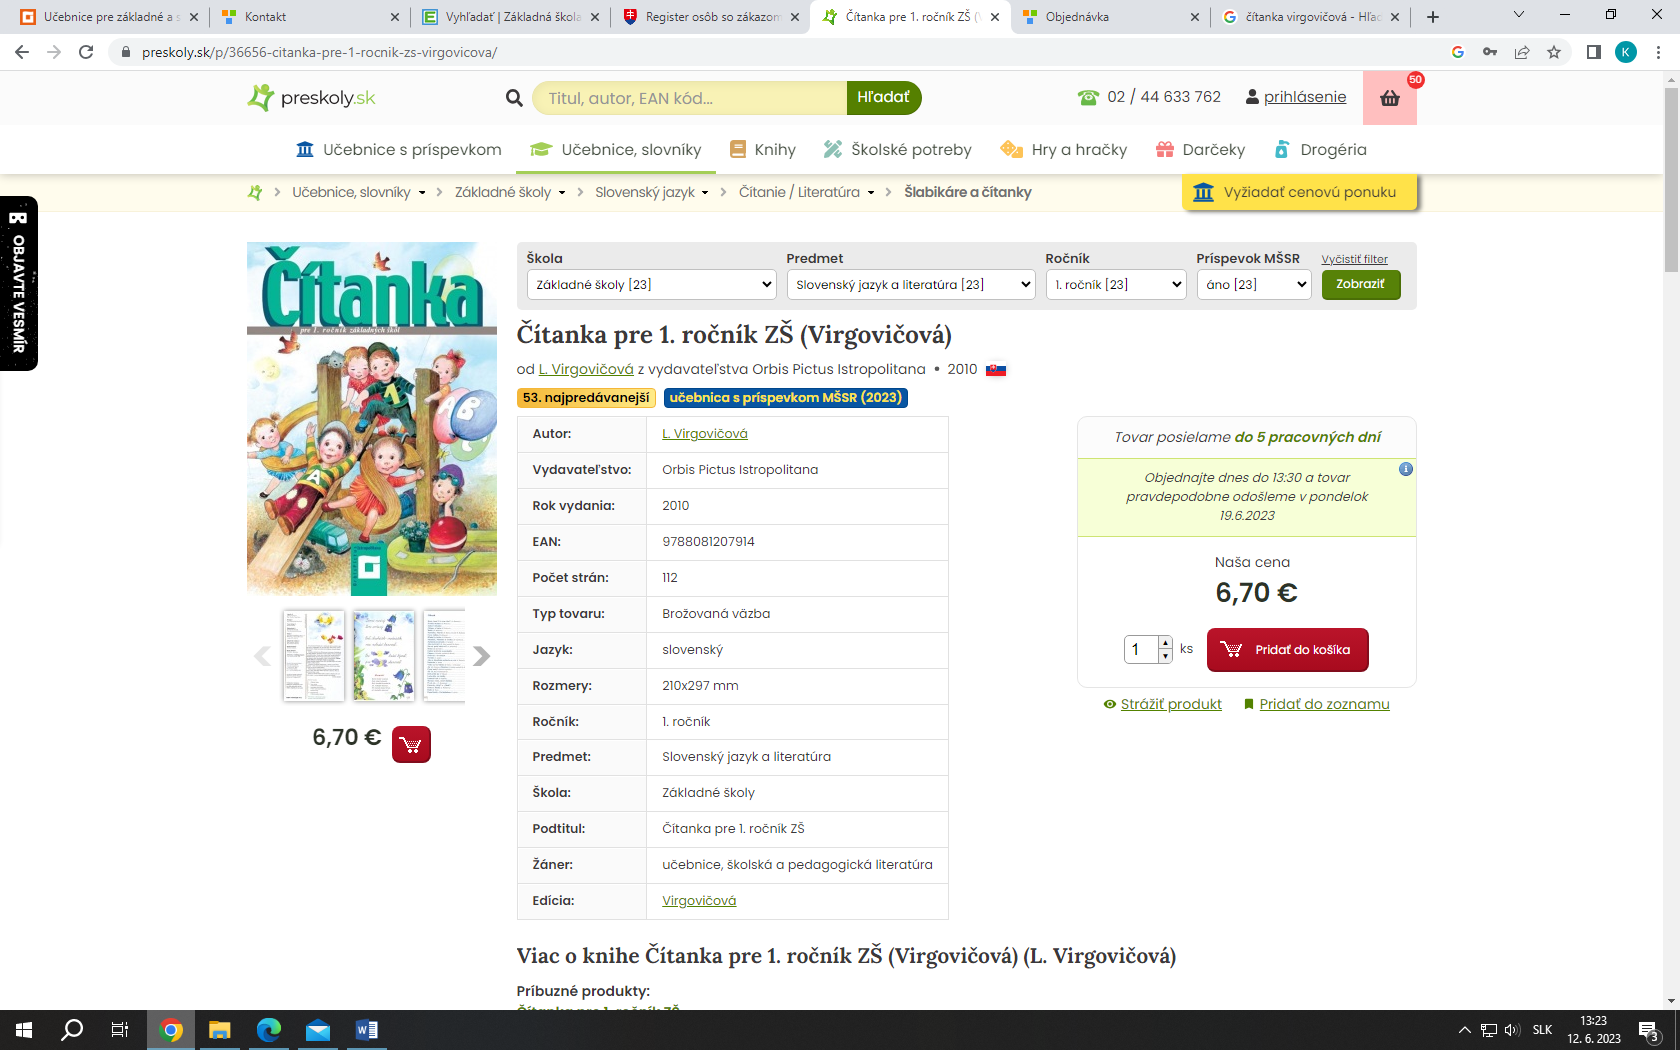 Učebnice pre základné a s
Kontakt
Vyhľadať | Základná škola
Register osôb so zákazom
Čítanka pre 1. ročník ZŠ (V
Objednávka
čítanka virgovičová - Hľad
preskoly.sk/p/36656-citanka-pre-1-rocnik-zs-virgovicova/
K
preskoly.sk
Titul, autor, EAN kód...
Hľadať
02 / 44 633 762
prihlásenie
50
Učebnice s príspevkom
Učebnice, slovníky
Knihy
Školské potreby
Hry a hračky
Darčeky
Drogéria
Učebnice, slovníky
Základné školy
Slovenský jazyk
Čítanie / Literatúra
Šlabikáre a čítanky
Vyžiadať cenovú ponuku
OBJAVTE VESMÍR
Čítanka
pre 1. ročník základných škôl
A
A
A B
Škola
Predmet
Ročník
Príspevok MŠSR
Vyčistiť filter
Základné školy [23]
Slovenský jazyk a literatúra [23]
1. ročník [23]
áno [23]
Zobraziť
Čítanka pre 1. ročník ZŠ (Virgovičová)
od L. Virgovičová z vydavateľstva Orbis Pictus Istropolitana • 2010
53. najpredávanejší
učebnica s príspevkom MŠSR (2023)
Autor: L. Virgovičová
Vydavateľstvo: Orbis Pictus Istropolitana
Rok vydania: 2010
EAN: 9788081207914
Počet strán: 112
Typ tovaru: Brožovaná väzba
Jazyk: slovenský
Rozmery: 210x297 mm
Ročník: 1. ročník
Predmet: Slovenský jazyk a literatúra
Škola: Základné školy
Podtitul: Čítanka pre 1. ročník ZŠ
Žáner: učebnice, školská a pedagogická literatúra
Edícia: Virgovičová
Tovar posielame do 5 pracovných dní
Objednajte dnes do 13:30 a tovar
pravdepodobne odošleme v pondelok
19.6.2023
Naša cena
6,70 €
1 ks
Pridať do košíka
Strážiť produkt
Pridať do zoznamu
6,70 €
Viac o knihe Čítanka pre 1. ročník ZŠ (Virgovičová) (L. Virgovičová)
Príbuzné produkty:
Čítanka pre 1. ročník ZŠ
SLK
13:23
12. 6. 2023
3